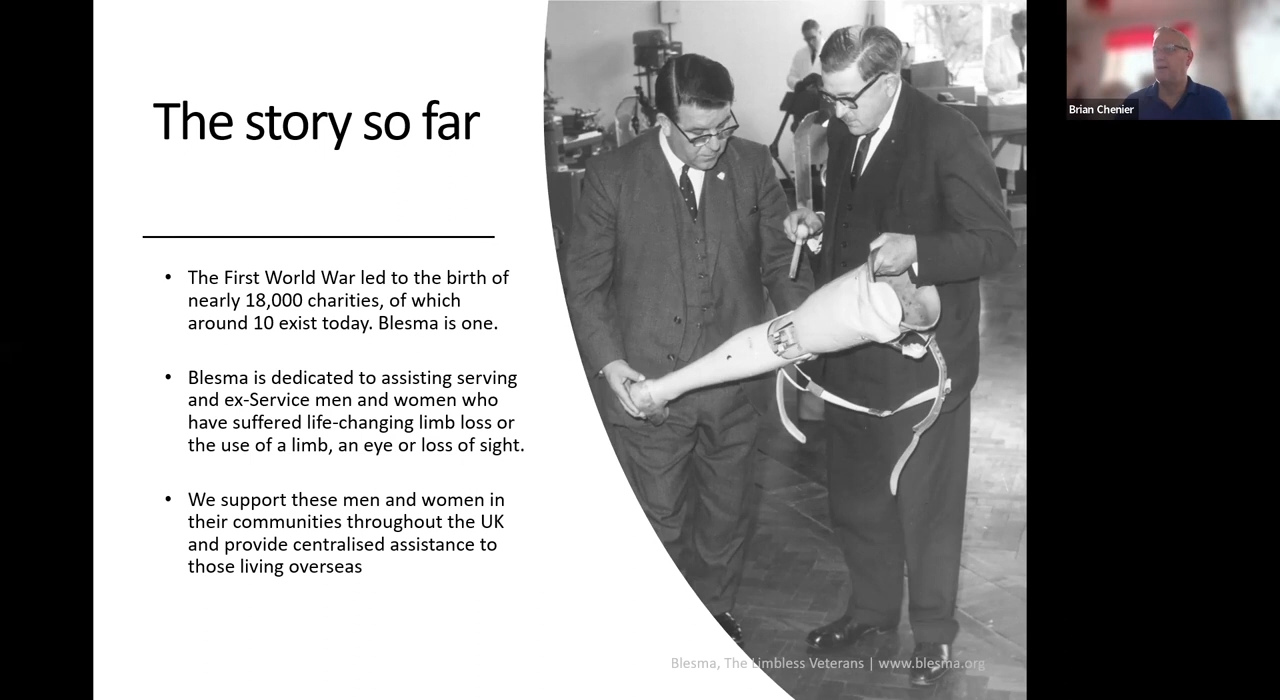 The story so far
• The First World War led to the birth of
nearly 18,000 charities, of which
around 10 exist today. Blesma is one.
• Blesma is dedicated to assisting serving
and ex-Service men and women who
have suffered life-changing limb loss or
the use of a limb, an eye or loss of sight.
• We support these men and women in
their communities throughout the UK
and provide centralised assistance to
those living overseas
Blesma, The Limbless Veterans | www.blesma.org
Brian Chenier